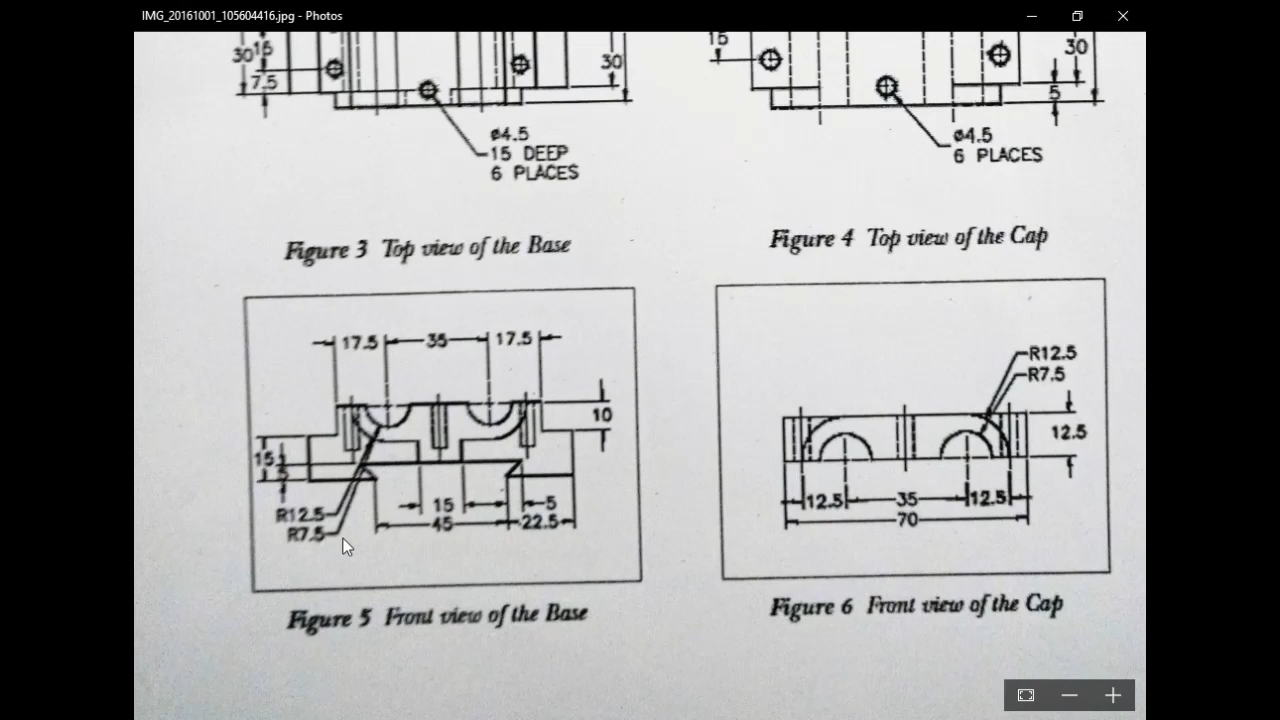 IMG_20161001_105604416.jpg - Photos
30
15
7.5
30
ø4.5
15 DEEP
6 PLACES
15
30
5
ø4.5
6 PLACES
Figure 3 Top view of the Base
Figure 4 Top view of the Cap
17.5 35 17.5
10
15
5
R12.5
R7.5
15 5
45 22.5
R12.5
R7.5
12.5
12.5 35 12.5
70
Figure 5 Front view of the Base
Figure 6 Front view of the Cap